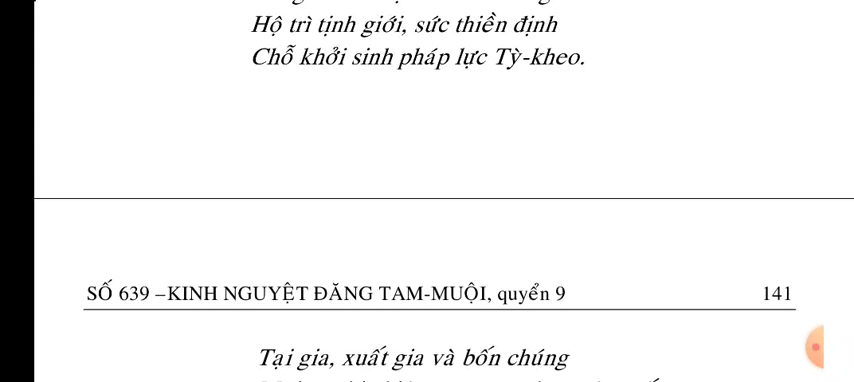 Hộ trì tịnh giới, sức thiền định
Chỗ khởi sinh pháp lực Tỳ-kheo.
SỐ 639 –KINH NGUYỆT ĐĂNG TAM-MUỘI, quyển 9 141
Tại gia, xuất gia và bốn chúng